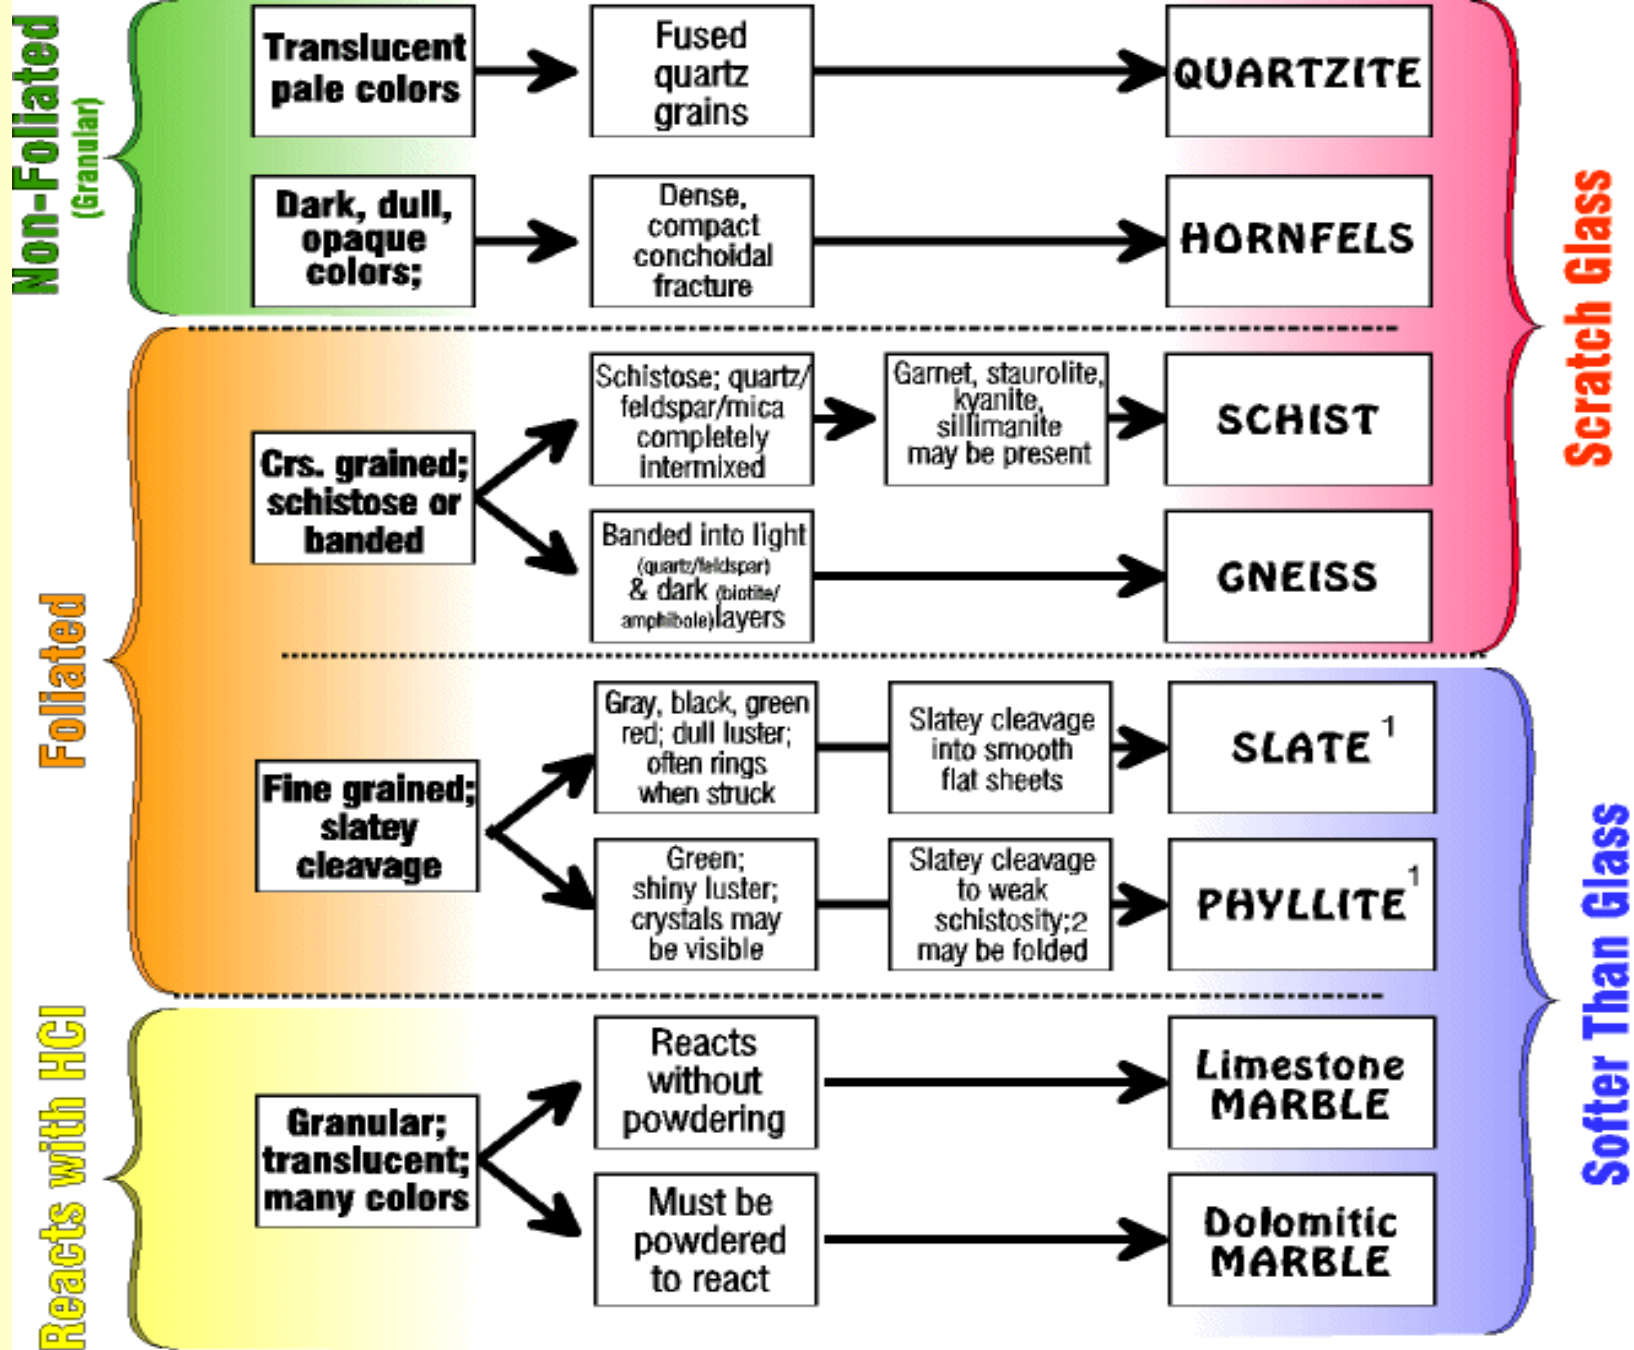 Non-Foliated
(Granular)
Translucent
pale colors
Fused
quartz
grains
QUARTZITE
Dark, dull,
opaque
colors;
Dense,
compact
conchoidal
fracture
HORNFELS
Scratch Glass
Foliated
Crs. grained;
schistose or
banded
Schistose; quartz/
feldspar/mica
completely
intermixed
Garnet, staurolite,
kyanite,
sillimanite
may be present
SCHIST
Banded into light
(quartz/feldspar)
& dark (biotite/
amphibole)layers
GNEISS
Fine grained;
slatey
cleavage
Gray, black, green
red; dull luster;
often rings
when struck
Slatey cleavage
into smooth
flat sheets
SLATE 1
Green;
shiny luster;
crystals may
be visible
Slatey cleavage
to weak
schistosity;2
may be folded
PHYLLITE 1
Softer Than Glass
Reacts with HCl
Granular;
translucent;
many colors
Reacts
without
powdering
Limestone
MARBLE
Must be
powdered
to react
Dolomitic
MARBLE